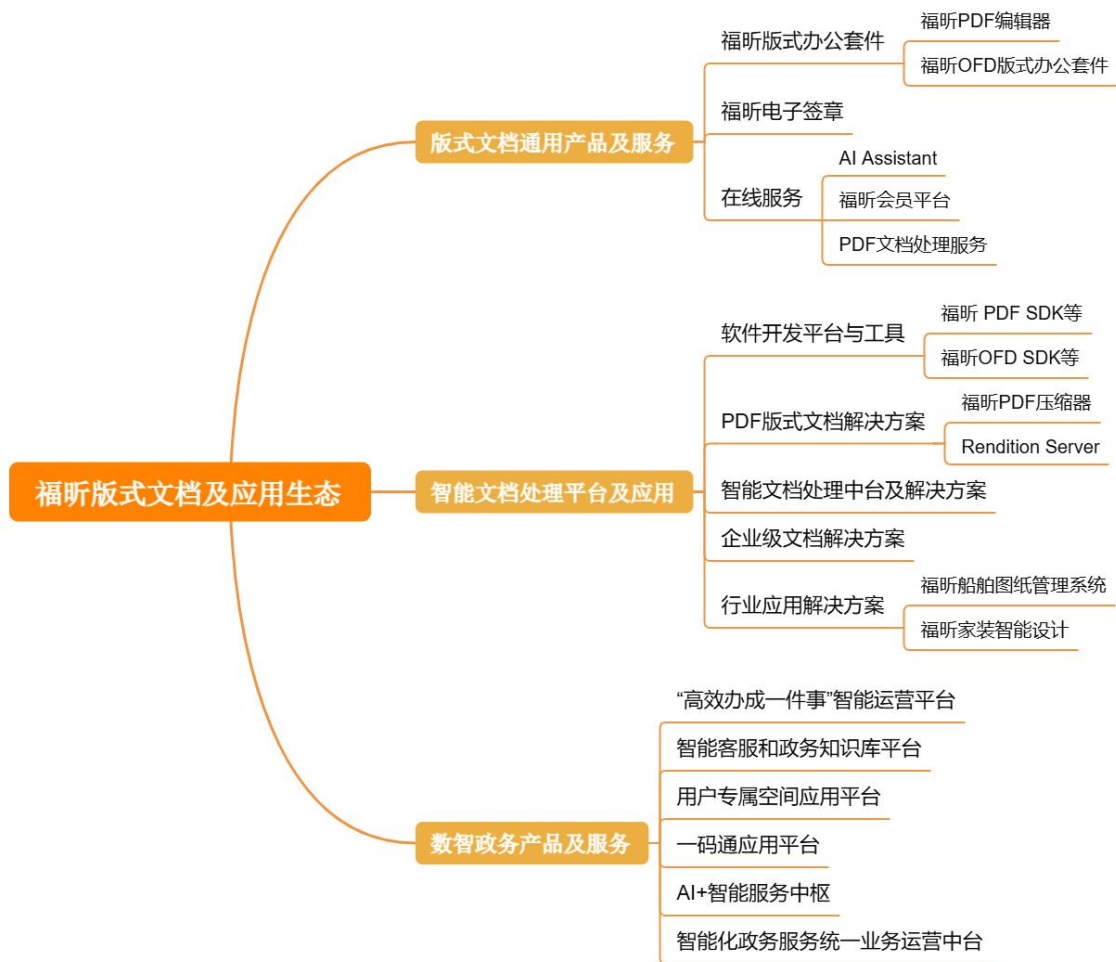 福昕版式文档及应用生态
版式文档通用产品及服务
福昕版式办公套件
福昕PDF编辑器
福昕OFD版式办公套件
福昕电子签章
在线服务
AI Assistant
福昕会员平台
PDF文档处理服务
智能文档处理平台及应用
软件开发平台与工具
福昕 PDF SDK等
福昕OFD SDK等
PDF版式文档解决方案
福昕PDF压缩器
Rendition Server
智能文档处理中台及解决方案
企业级文档解决方案
行业应用解决方案
福昕船舶图纸管理系统
福昕家装智能设计
数智政务产品及服务
“高效办成一件事”智能运营平台
智能客服和政务知识库平台
用户专属空间应用平台
一码通应用平台
AI+智能服务中枢
智能化政务服务统一业务运营中台